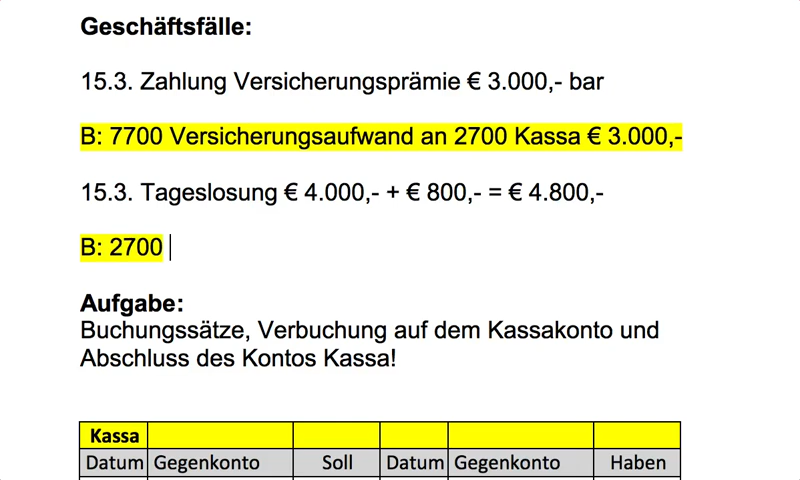 Geschäftsfälle:
15.3. Zahlung Versicherungsprämie € 3.000,- bar
B: 7700 Versicherungsaufwand an 2700 Kassa € 3.000,-
15.3. Tageslosung € 4.000,- + € 800,- = € 4.800,-
B: 2700
Aufgabe:
Buchungssätze, Verbuchung auf dem Kassakonto und
Abschluss des Kontos Kassa!
Kassa
Datum Gegenkonto Soll Datum Gegenkonto Haben